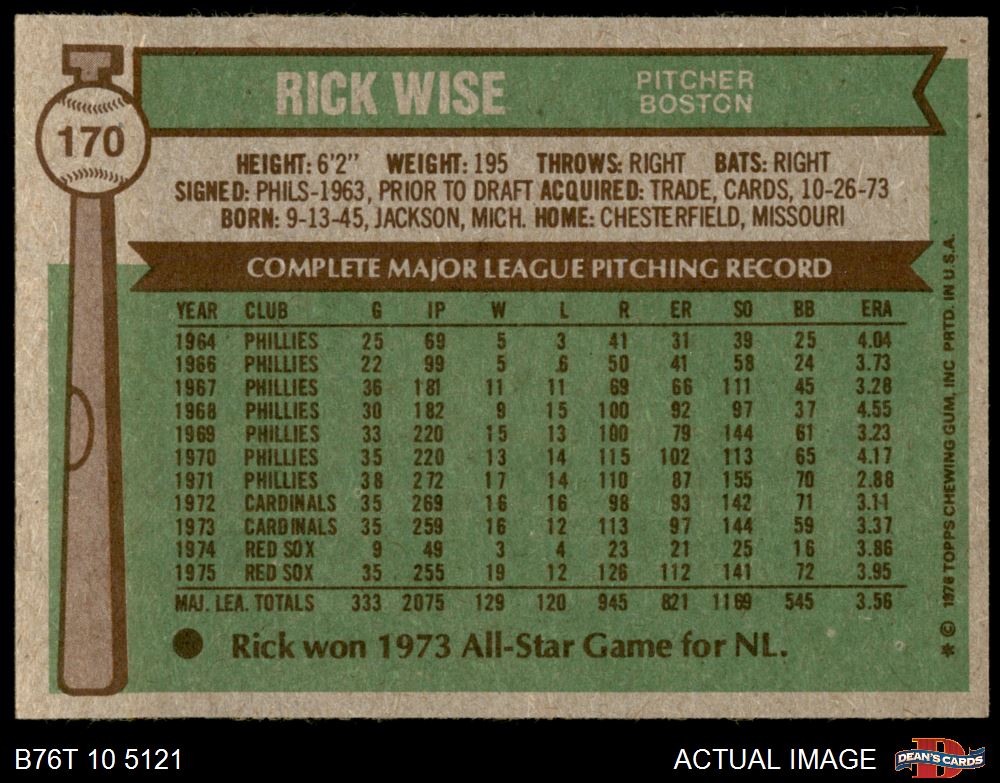 RICK WISE PITCHER
BOSTON
170
HEIGHT: 6'2" WEIGHT: 195 THROWS: RIGHT BATS: RIGHT
SIGNED: PHILS-1963, PRIOR TO DRAFT ACQUIRED: TRADE, CARDS, 10-26-73
BORN: 9-13-45, JACKSON, MICH. HOME: CHESTERFIELD, MISSOURI
COMPLETE MAJOR LEAGUE PITCHING RECORD
YEAR CLUB G IP W L R ER SO BB ERA
1964 PHILLIES 25 69 5 3 41 31 39 25 4.04
1966 PHILLIES 22 99 5 6 50 41 58 24 3.73
1967 PHILLIES 36 181 11 11 69 66 111 45 3.28
1968 PHILLIES 30 182 9 15 100 92 97 37 4.55
1969 PHILLIES 33 220 15 13 100 79 144 61 3.23
1970 PHILLIES 35 220 13 14 115 102 113 65 4.17
1971 PHILLIES 38 272 17 14 110 87 155 70 2.88
1972 CARDINALS 35 269 16 16 98 93 142 71 3.11
1973 CARDINALS 35 259 16 12 113 97 144 59 3.37
1974 RED SOX 9 49 3 4 23 21 25 16 3.86
1975 RED SOX 35 255 19 12 126 112 141 72 3.95
MAJ. LEA. TOTALS 333 2075 129 120 945 821 1169 545 3.56
Rick won 1973 All-Star Game for NL.
* © 1976 TOPPS CHEWING GUM, INC PRTD. IN U.S.A.
B76T 10 5121 ACTUAL IMAGE
D
DEAN'S CARDS